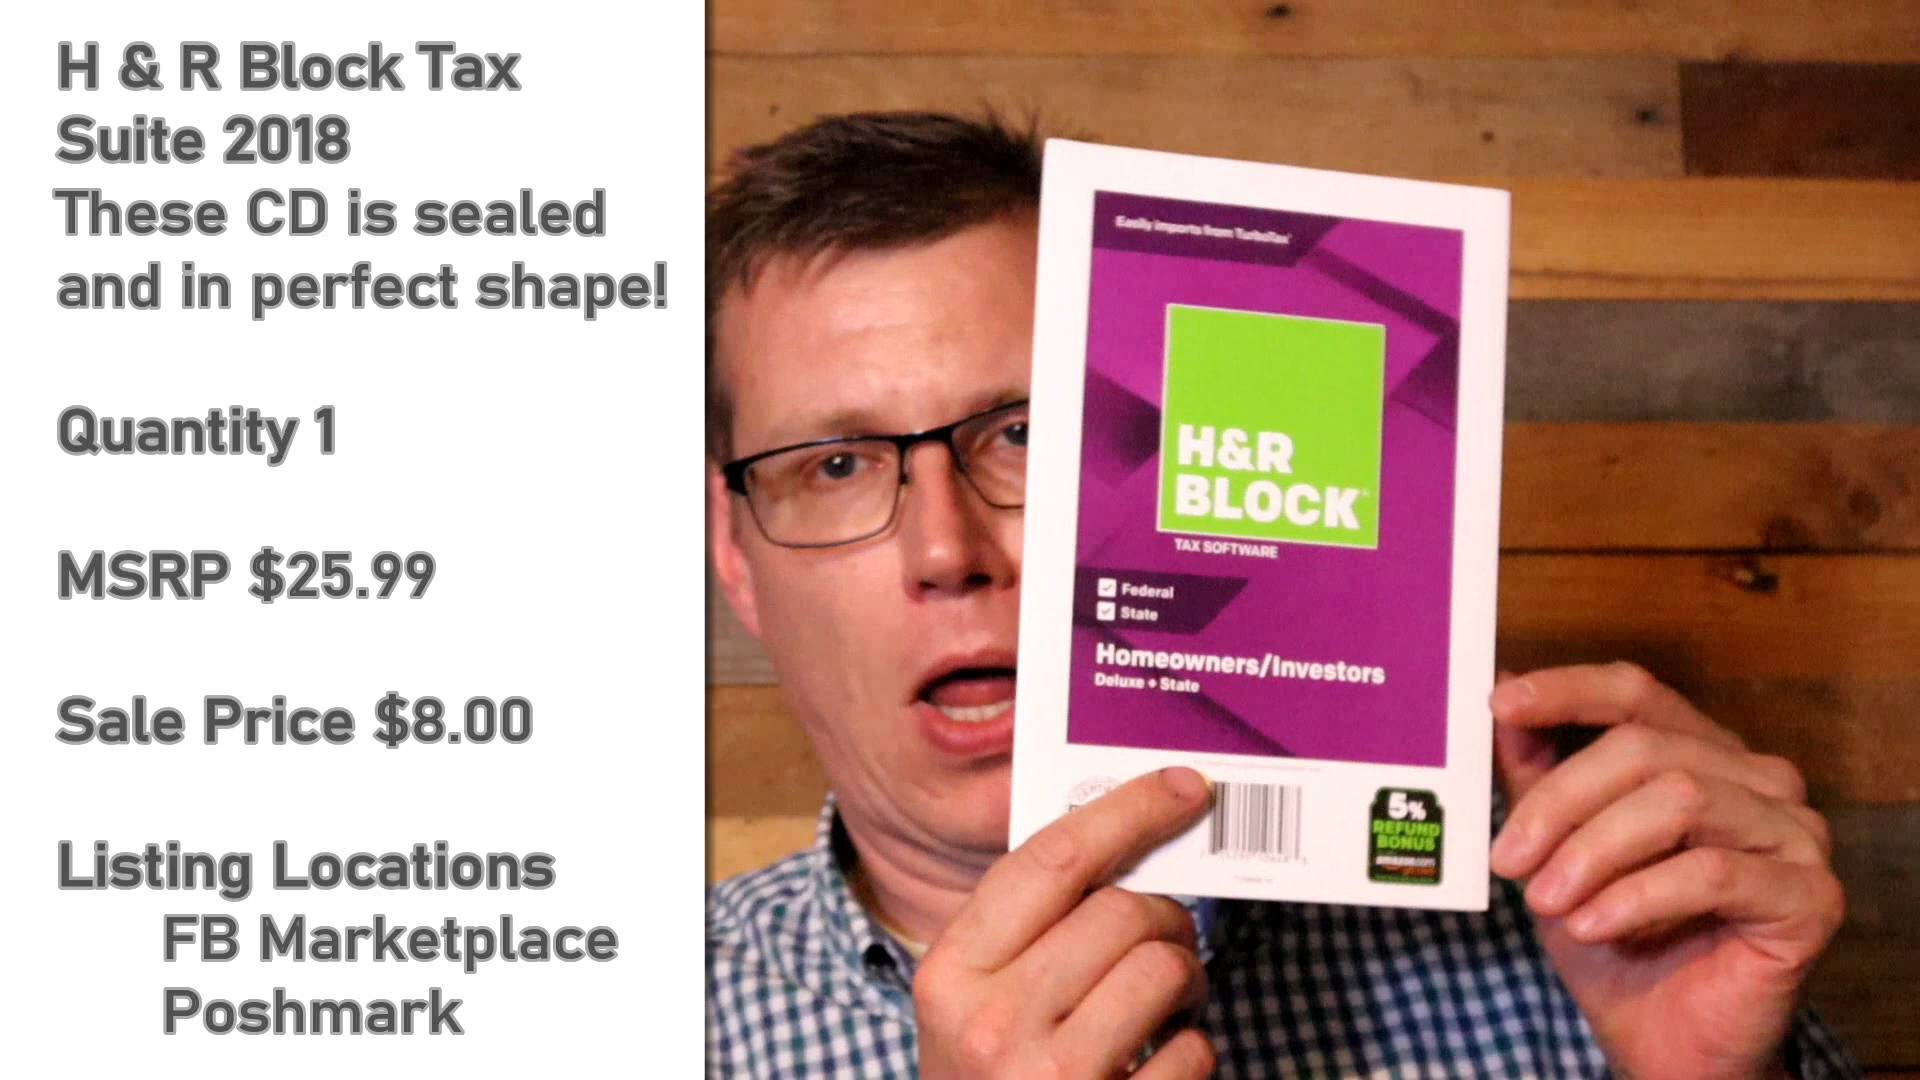 H & R Block Tax
Suite 2018
These CD is sealed
and in perfect shape!
Quantity 1
MSRP $25.99
Sale Price $8.00
Listing Locations
FB Marketplace
Poshmark
Easily imports from TurboTax
H&R
BLOCK
TAX SOFTWARE
Federal
State
Homeowners/Investors
Deluxe + State
5%
REFUND
BONUS
amazon.com